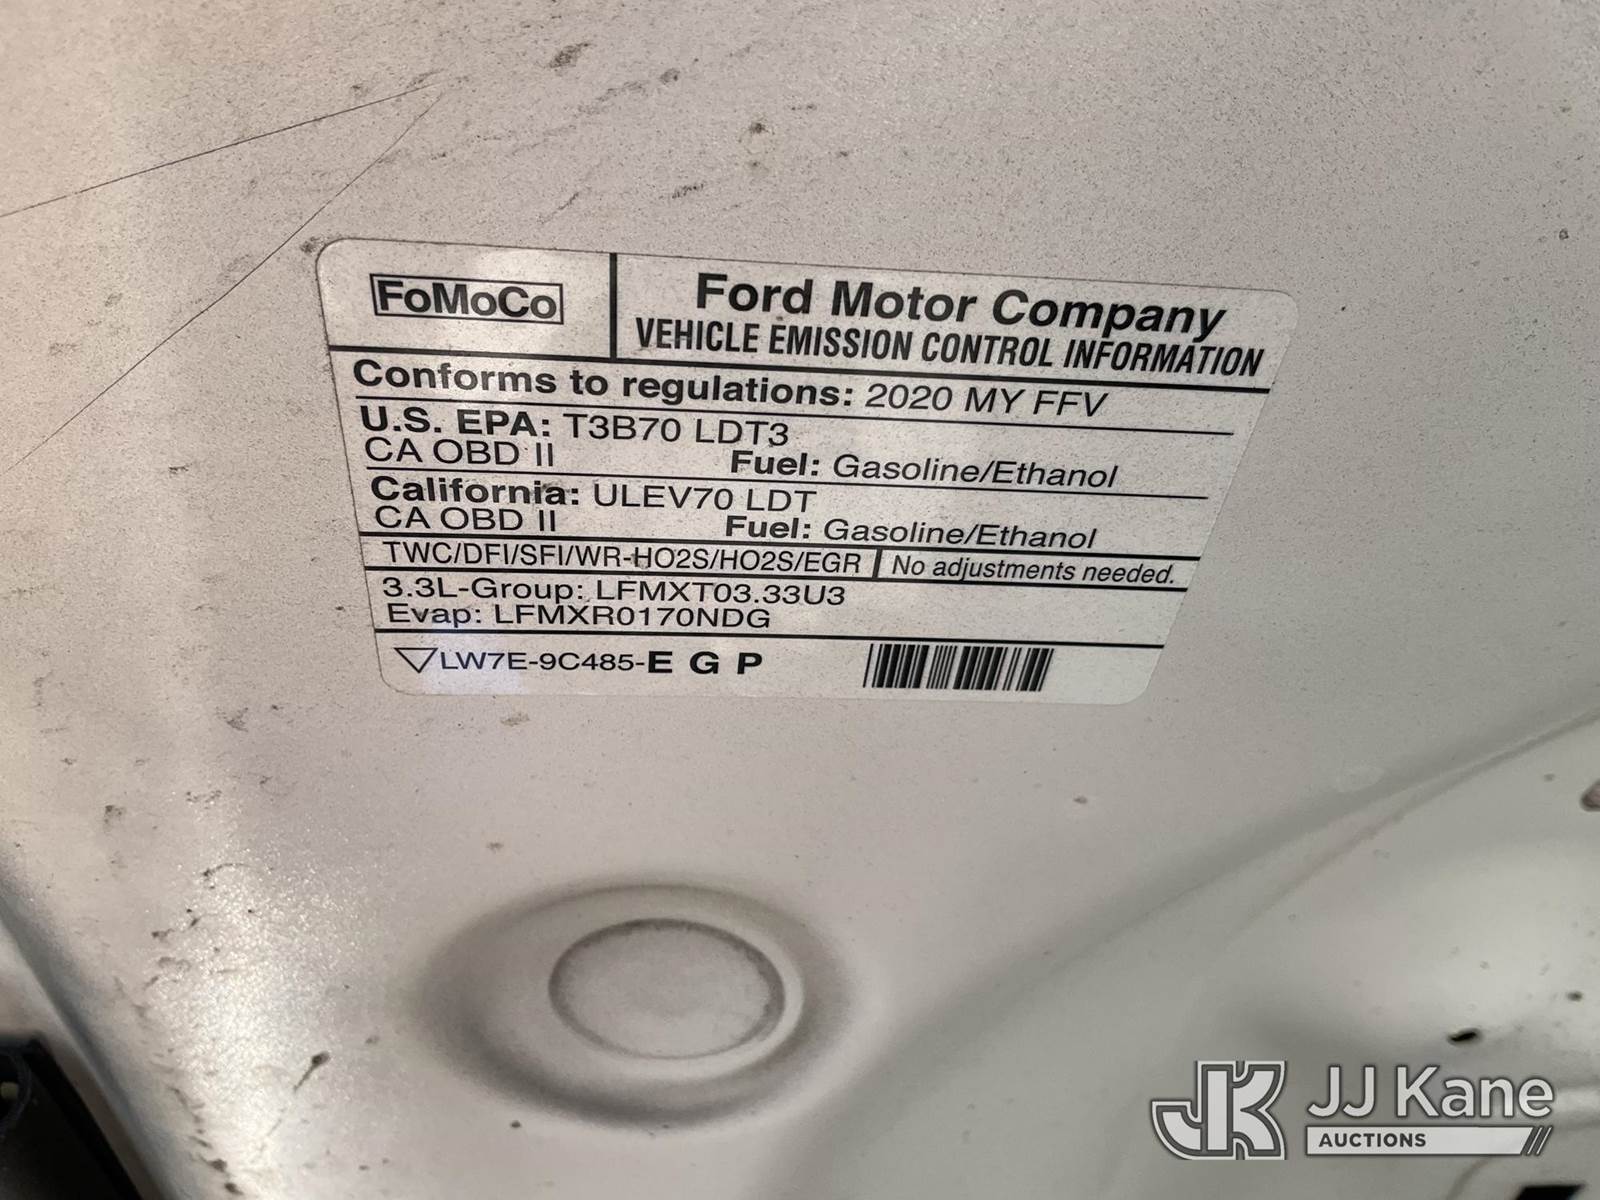 FoMoCo
Ford Motor Company
VEHICLE EMISSION CONTROL INFORMATION
Conforms to regulations: 2020 MY FFV
U.S. EPA: T3B70 LDT3
CA OBD II Fuel: Gasoline/Ethanol
California: ULEV70 LDT
CA OBD II Fuel: Gasoline/Ethanol
TWC/DFI/SFI/WR-HO2S/HO2S/EGR No adjustments needed.
3.3L-Group: LFMXT03.33U3
Evap: LFMXR0170NDG
LW7E-9C485-E G P
JK JJ Kane
AUCTIONS